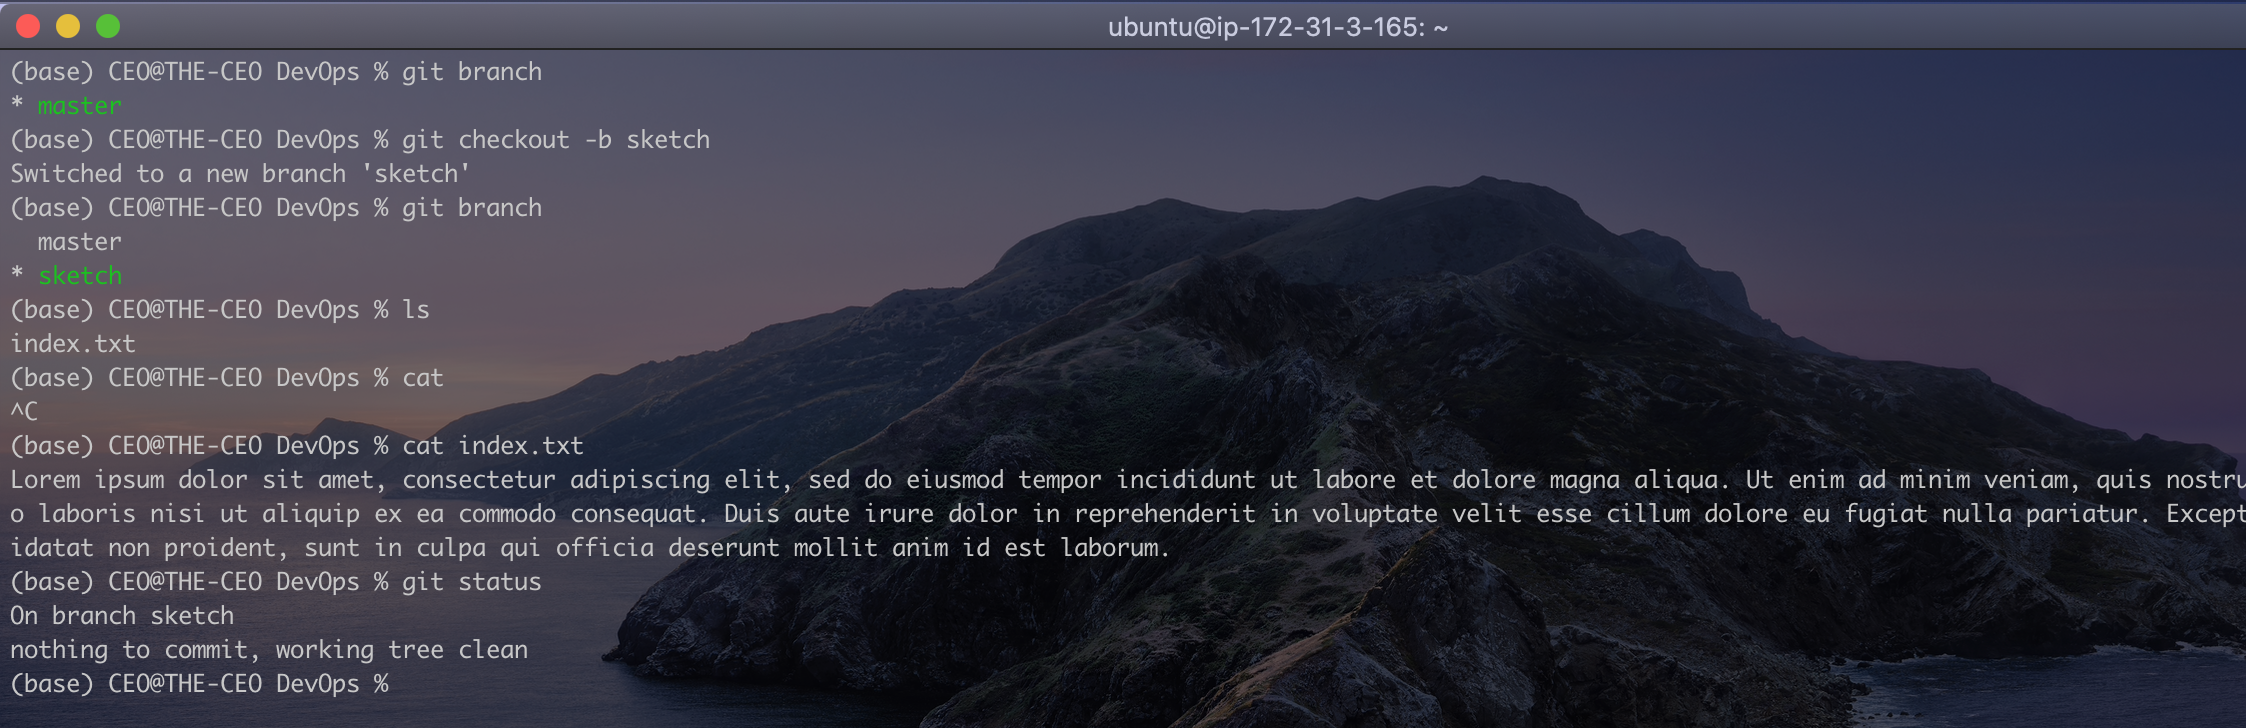 ubuntu@ip-172-31-3-165: ~
(base) CEO@THE-CEO DevOps % git branch
* master
(base) CEO@THE-CEO DevOps % git checkout -b sketch
Switched to a new branch 'sketch'
(base) CEO@THE-CEO DevOps % git branch
  master
* sketch
(base) CEO@THE-CEO DevOps % ls
index.txt
(base) CEO@THE-CEO DevOps % cat
^C
(base) CEO@THE-CEO DevOps % cat index.txt
Lorem ipsum dolor sit amet, consectetur adipiscing elit, sed do eiusmod tempor incididunt ut labore et dolore magna aliqua. Ut enim ad minim veniam, quis nostru
o laboris nisi ut aliquip ex ea commodo consequat. Duis aute irure dolor in reprehenderit in voluptate velit esse cillum dolore eu fugiat nulla pariatur. Except
idatat non proident, sunt in culpa qui officia deserunt mollit anim id est laborum.
(base) CEO@THE-CEO DevOps % git status
On branch sketch
nothing to commit, working tree clean
(base) CEO@THE-CEO DevOps %